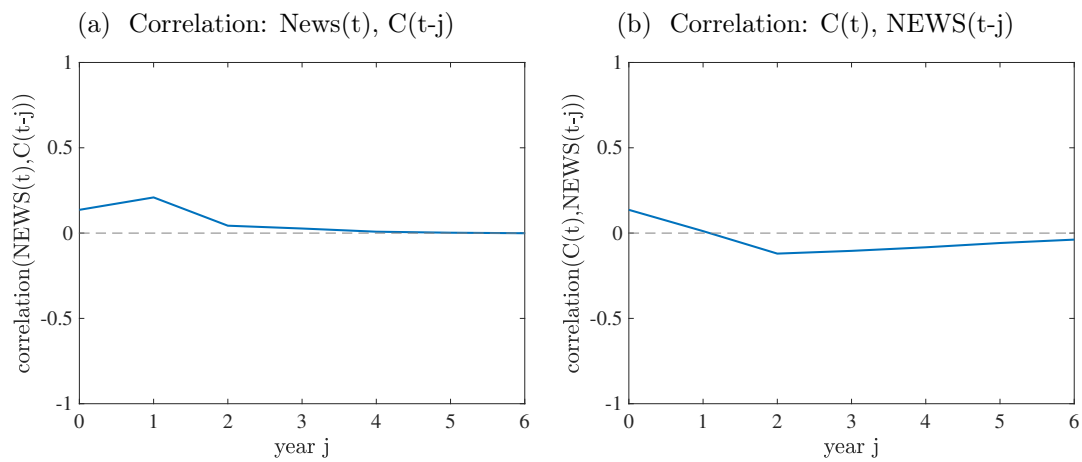 (a) Correlation: News(t), C(t-j)
correlation(NEWS(t),C(t-j))
1
0.5
0
-0.5
-1
0 1 2 3 4 5 6
year j
(b) Correlation: C(t), NEWS(t-j)
correlation(C(t),NEWS(t-j))
1
0.5
0
-0.5
-1
0 1 2 3 4 5 6
year j